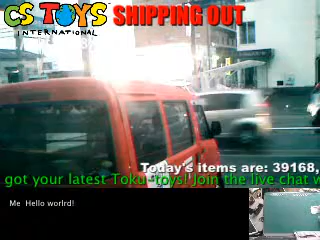 CS TOYS
INTERNATIONAL
SHIPPING OUT
Today's items are: 39168,
got your latest Toku-toys! Join the live chat w
Me Hello worlrd!